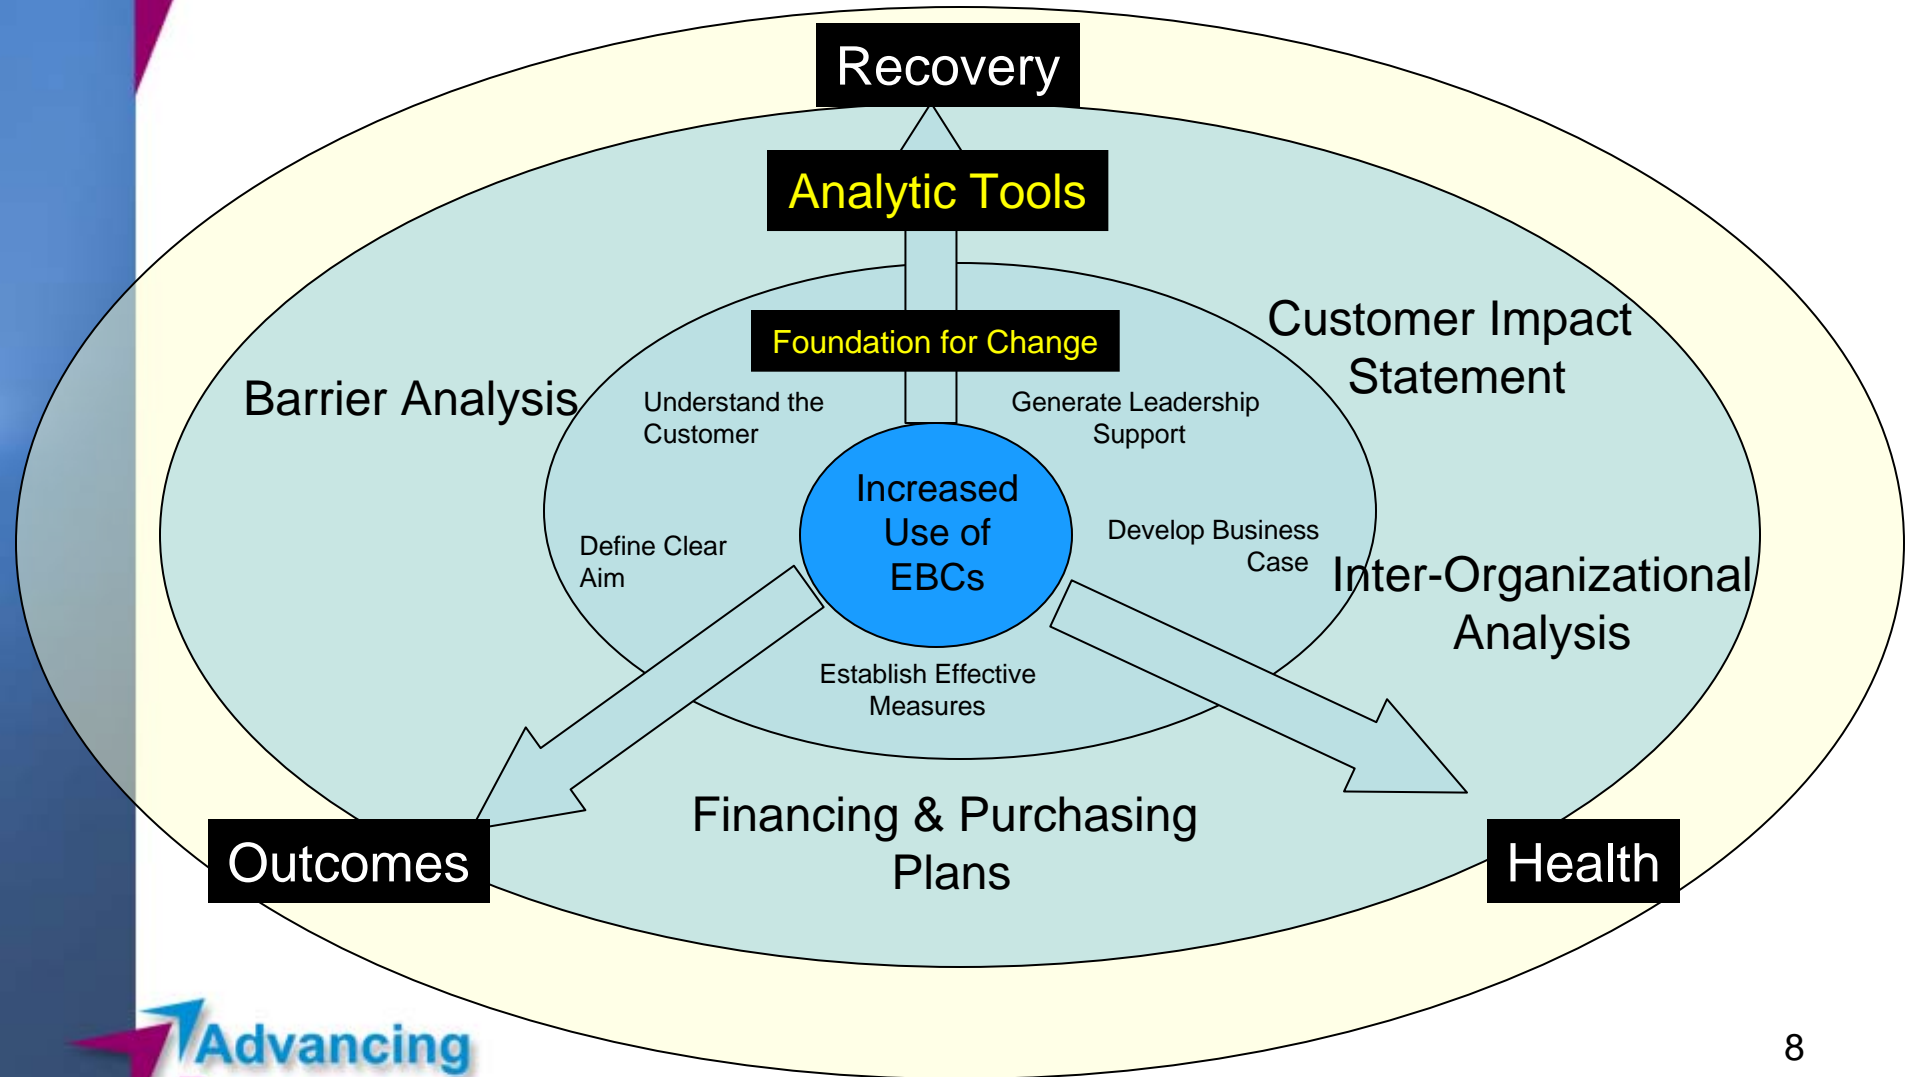 Recovery
Analytic Tools
Foundation for Change
Customer Impact
Statement
Barrier Analysis
Understand the
Customer
Generate Leadership
Support
Increased
Use of
EBCs
Define Clear
Aim
Develop Business
Case
Inter-Organizational
Analysis
Establish Effective
Measures
Financing & Purchasing
Plans
Outcomes
Health
Advancing
8